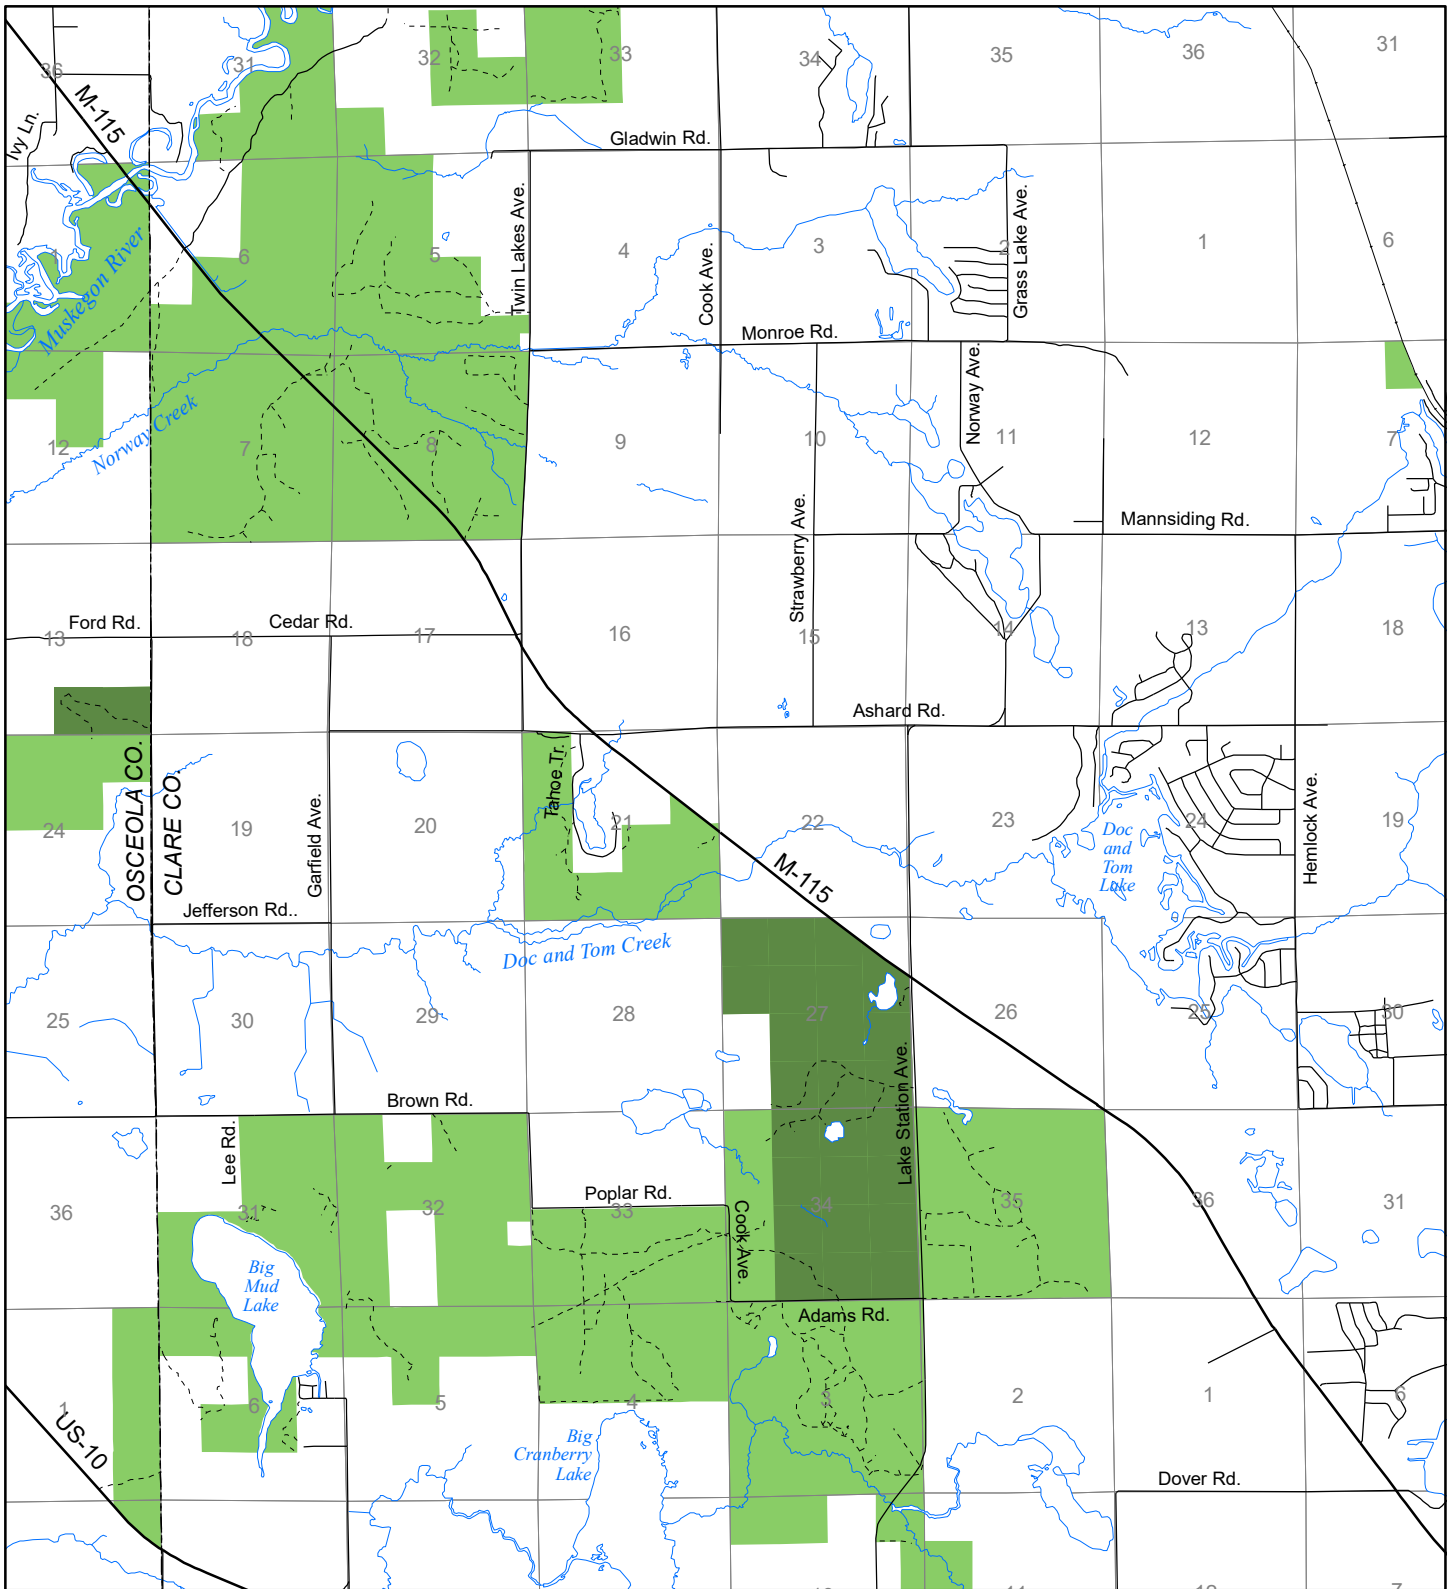 36
31
32
33
34
35
36
31
M-115
Ivy Ln.
Gladwin Rd.
1
6
5
4
3
2
1
6
Muskegon River
Twin Lakes Ave.
Cook Ave.
Grass Lake Ave.
Monroe Rd.
Norway Ave.
12
7
8
9
10
11
12
7
Norway Creek
Strawberry Ave.
Mannsiding Rd.
Ford Rd.
Cedar Rd.
13
18
17
16
15
14
13
18
Ashard Rd.
OSCEOLA CO.
CLARE CO.
Tahoe Tr.
24
19
Garfield Ave.
20
21
22
23
24
19
Doc
and
Tom
Lake
Hemlock Ave.
M-115
Jefferson Rd..
Doc and Tom Creek
25
30
29
28
27
26
25
30
Lake Station Ave.
Brown Rd.
Lee Rd.
Poplar Rd.
36
31
32
33
34
35
36
31
Cook Ave.
Big
Mud
Lake
Adams Rd.
1
6
5
4
3
2
1
6
US-10
Big
Cranberry
Lake
Dover Rd.